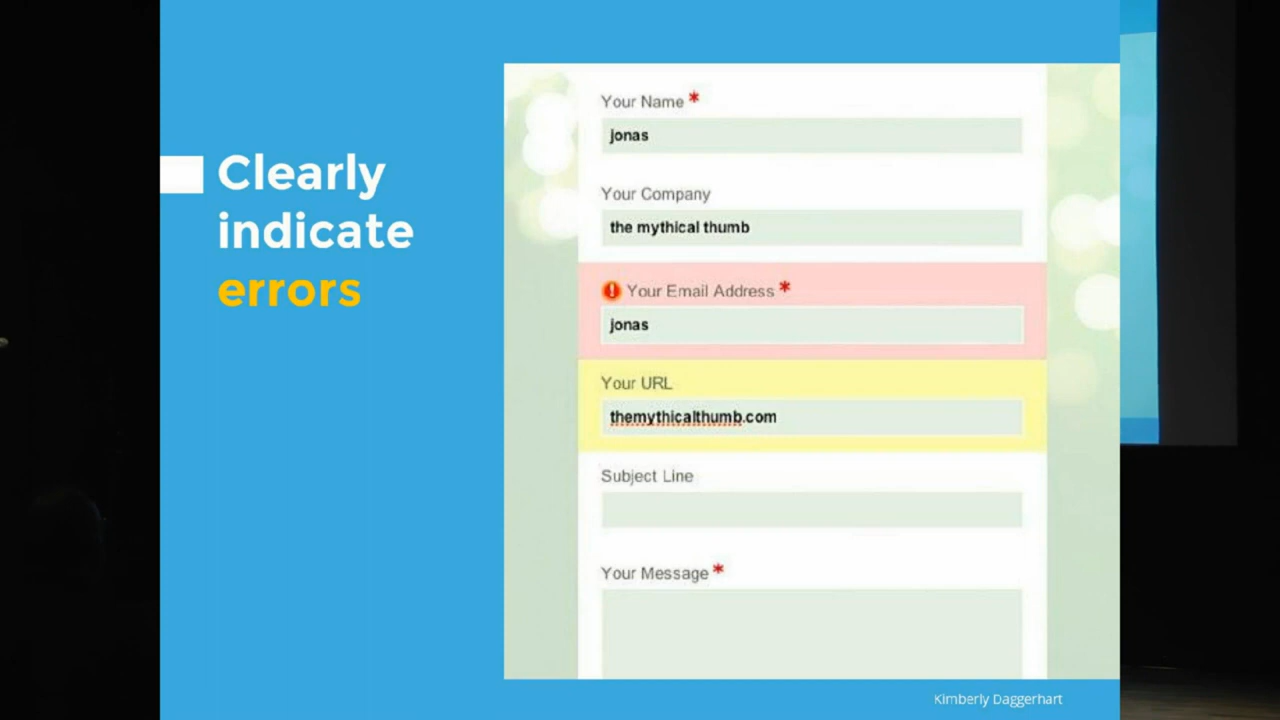 Clearly
indicate
errors
Your Name *
jonas
Your Company
the mythical thumb
Your Email Address *
jonas
Your URL
themythicalthumb.com
Subject Line
Your Message *
Kimberly Daggerhart